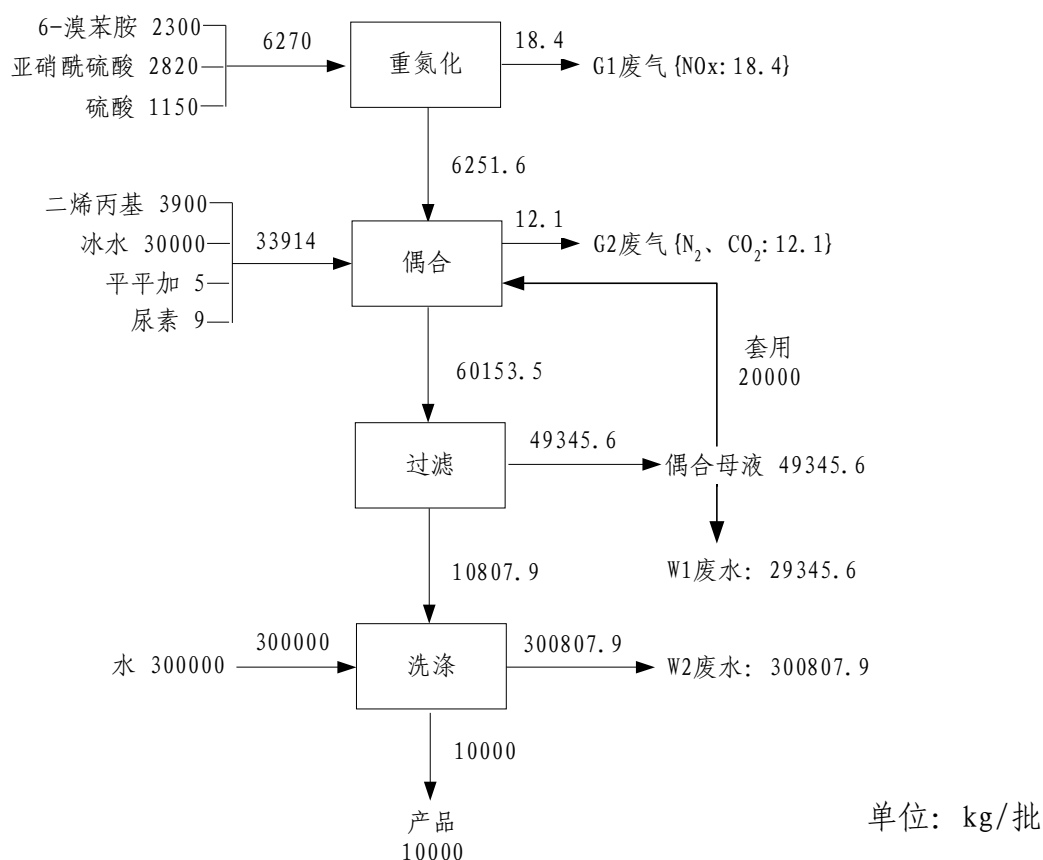 6-溴苯胺 2300
亚硝酰硫酸 2820
硫酸 1150
6270
重氮化
18.4
G1废气{NOx:18.4}
6251.6
二烯丙基 3900
冰水 30000
平平加 5
尿素 9
33914
偶合
12.1
G2废气{N₂、CO₂:12.1}
套用
20000
60153.5
过滤
49345.6
偶合母液 49345.6
W1废水: 29345.6
10807.9
水 300000
300000
洗涤
300807.9
W2废水: 300807.9
10000
产品
10000
单位: kg/批